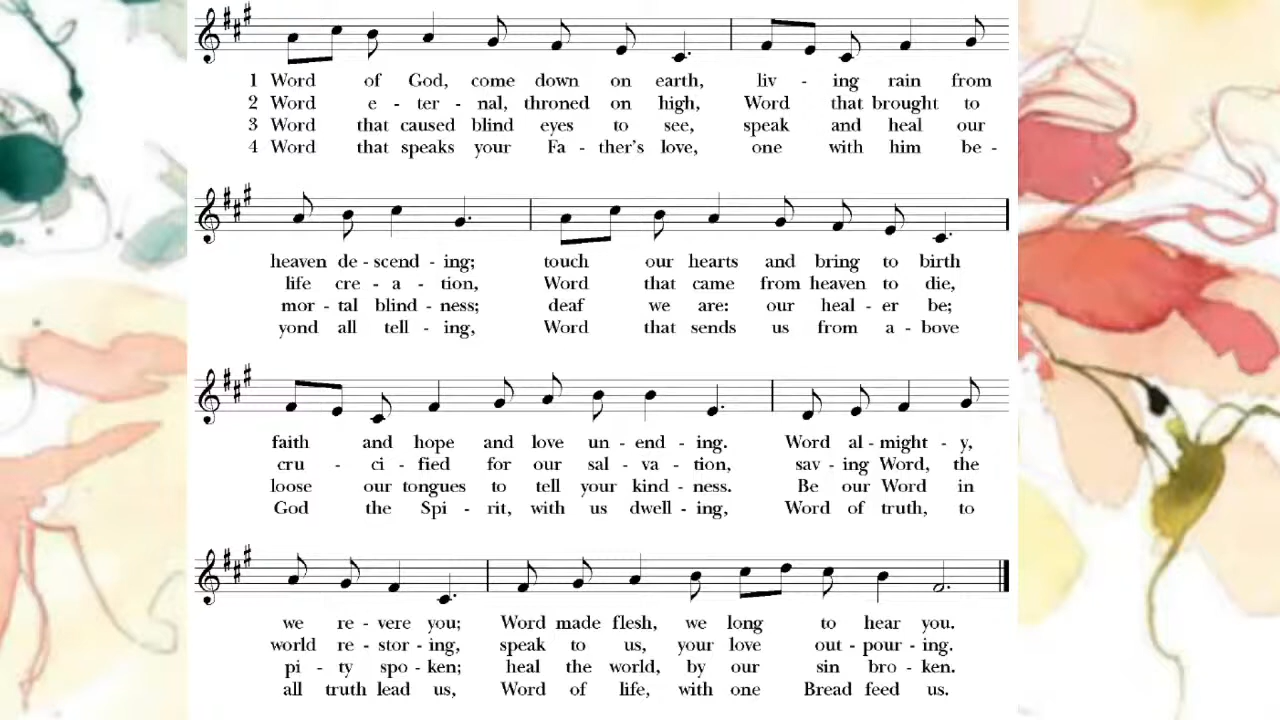 1 Word of God, come down on earth, liv - ing rain from
2 Word e - ter - nal, throned on high, Word that brought to
3 Word that caused blind eyes to see, speak and heal our
4 Word that speaks your Fa - ther's love, one with him be -
heaven de - scend - ing; touch our hearts and bring to birth
life cre - a - tion, Word that came from heaven to die,
mor - tal blind - ness; deaf we are: our heal - er be;
yond all tell - ing, Word that sends us from a - bove
faith and hope and love un - end - ing. Word al - might - y,
cru - ci - fied for our sal - va - tion, sav - ing Word, the
loose our tongues to tell your kind - ness. Be our Word in
God the Spi - rit, with us dwell - ing, Word of truth, to
we re - vere you; Word made flesh, we long to hear you.
world re - stor - ing, speak to us, your love out - pour - ing.
pi - ty spo - ken; heal the world, by our sin bro - ken.
all truth lead us, Word of life, with one Bread feed us.